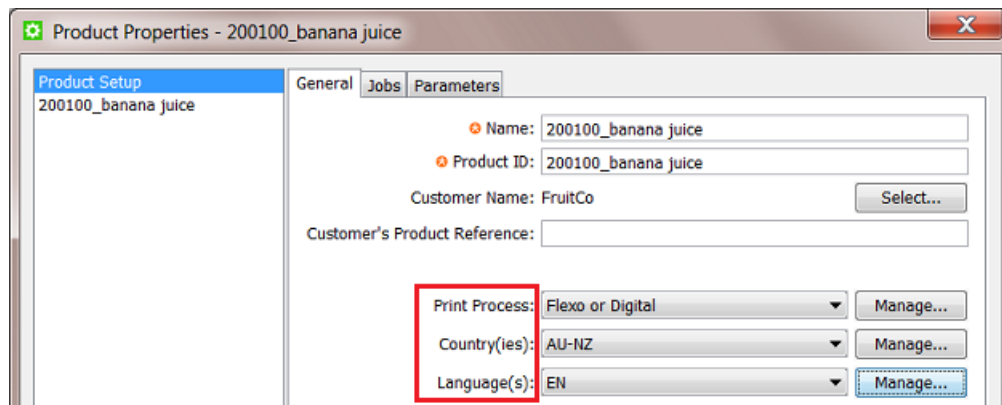 Product Properties - 200100_banana juice
X
Product Setup
200100_banana juice
General Jobs Parameters
Name: 200100_banana juice
Product ID: 200100_banana juice
Customer Name: FruitCo Select...
Customer's Product Reference:
Print Process: Flexo or Digital Manage...
Country(ies): AU-NZ Manage...
Language(s): EN Manage...